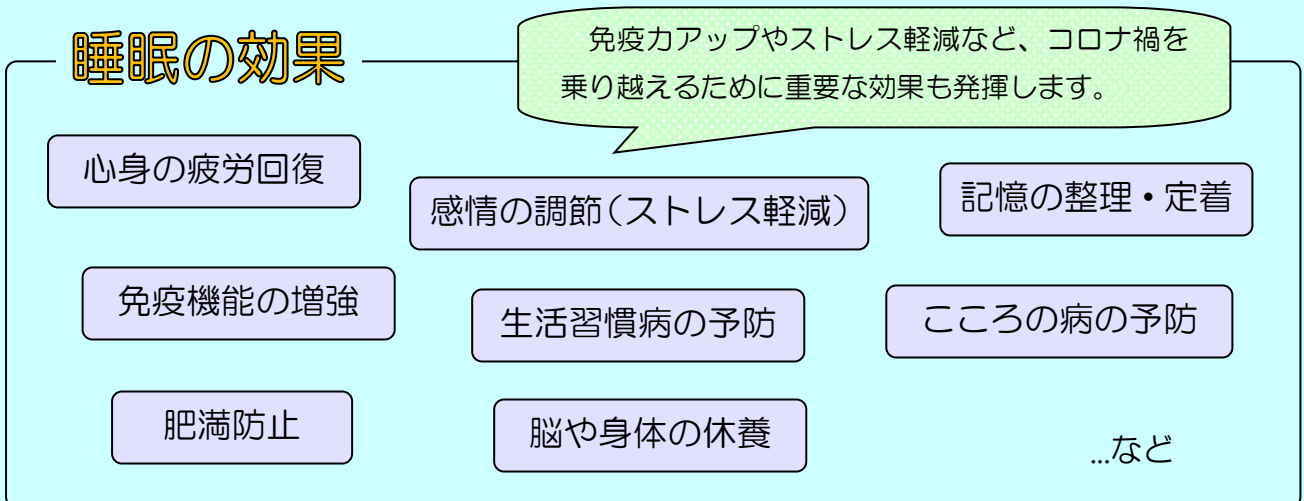 睡眠の効果
免疫力アップやストレス軽減など、コロナ禍を
乗り越えるために重要な効果も発揮します。
心身の疲労回復
感情の調節(ストレス軽減)
記憶の整理・定着
免疫機能の増強
生活習慣病の予防
こころの病の予防
肥満防止
脳や身体の休養
…など